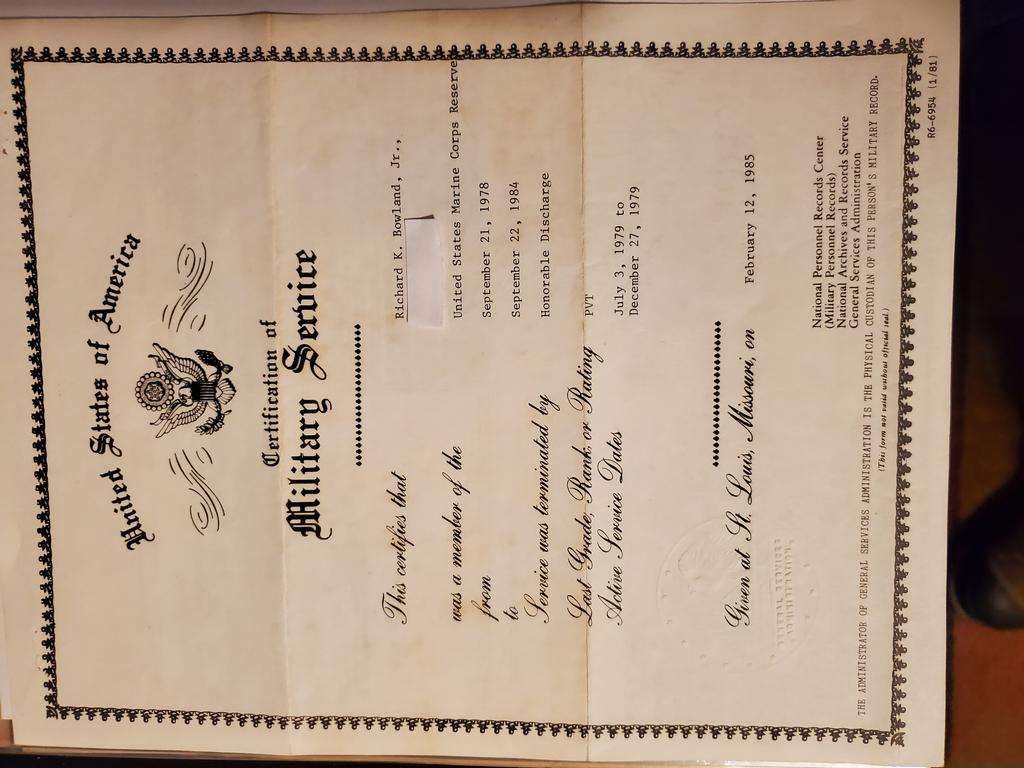 United States of America
Certification of
Military Service
This certifies that Richard K. Bowland, Jr.,
was a member of the United States Marine Corps Reserve
from September 21, 1978
to September 22, 1984
Service was terminated by Honorable Discharge
Last Grade, Rank or Rating PVT
Active Service Dates July 3, 1979 to
December 27, 1979
GENERAL SERVICES
ADMINISTRATION
Given at St. Louis, Missouri, on February 12, 1985
National Personnel Records Center
(Military Personnel Records)
National Archives and Records Service
General Services Administration
THE ADMINISTRATOR OF GENERAL SERVICES ADMINISTRATION IS THE PHYSICAL CUSTODIAN OF THIS PERSON'S MILITARY RECORD.
(This form not valid without official seal.)
R6-6954 (1/81)